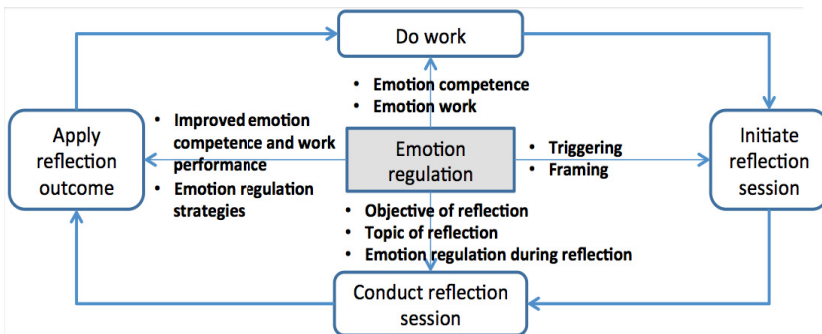 Do work
• Emotion competence
• Emotion work
Apply
reflection
outcome
• Improved emotion
competence and work
performance
• Emotion regulation
strategies
Emotion
regulation
• Triggering
• Framing
Initiate
reflection
session
• Objective of reflection
• Topic of reflection
• Emotion regulation during reflection
Conduct reflection
session